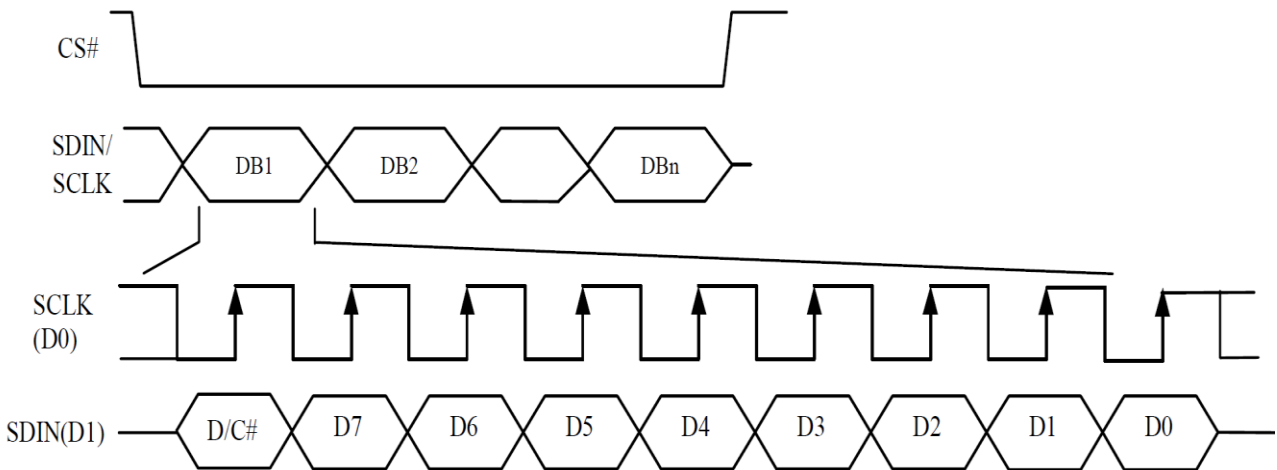 CS#
SDIN/
SCLK
DB1 DB2 DBn
SCLK
(D0)
SDIN(D1) D/C# D7 D6 D5 D4 D3 D2 D1 D0